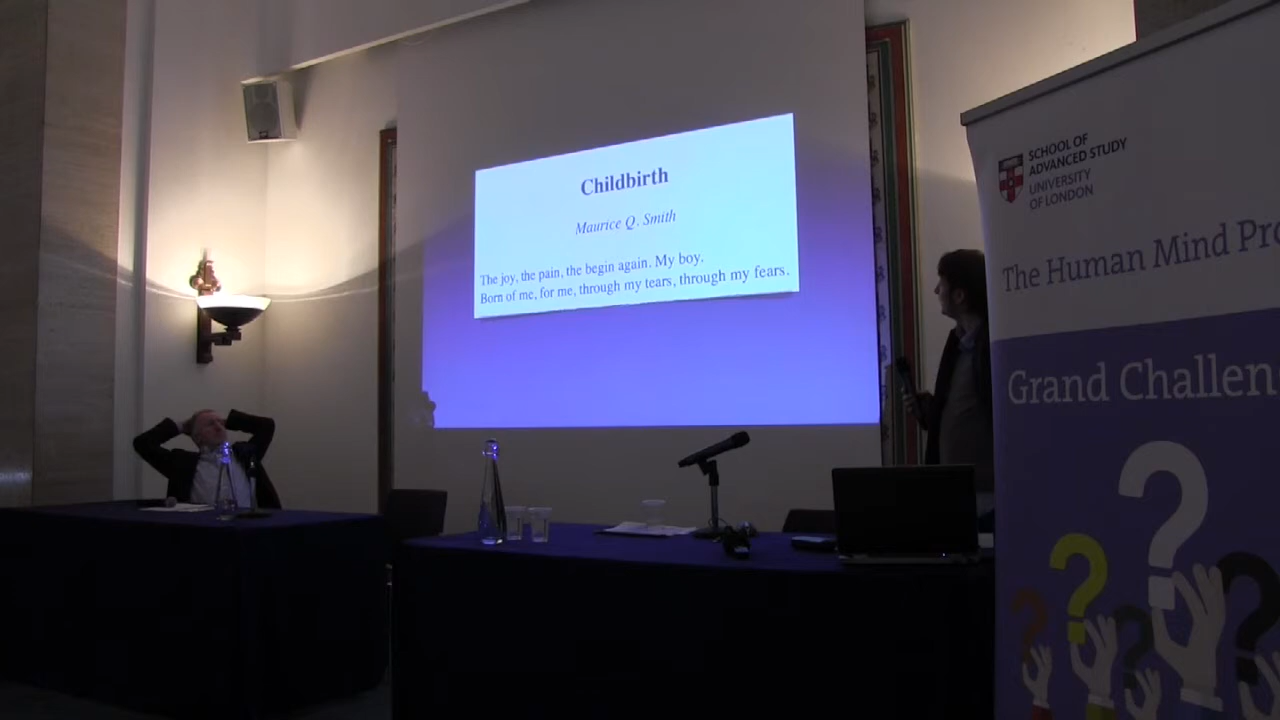 Childbirth
Maurice Q. Smith
The joy, the pain, the begin again. My boy.
Born of me, for me, through my tears, through my fears.
SCHOOL OF
ADVANCED STUDY
UNIVERSITY
OF LONDON
The Human Mind Pro
Grand Challen
? ? ? ? ?